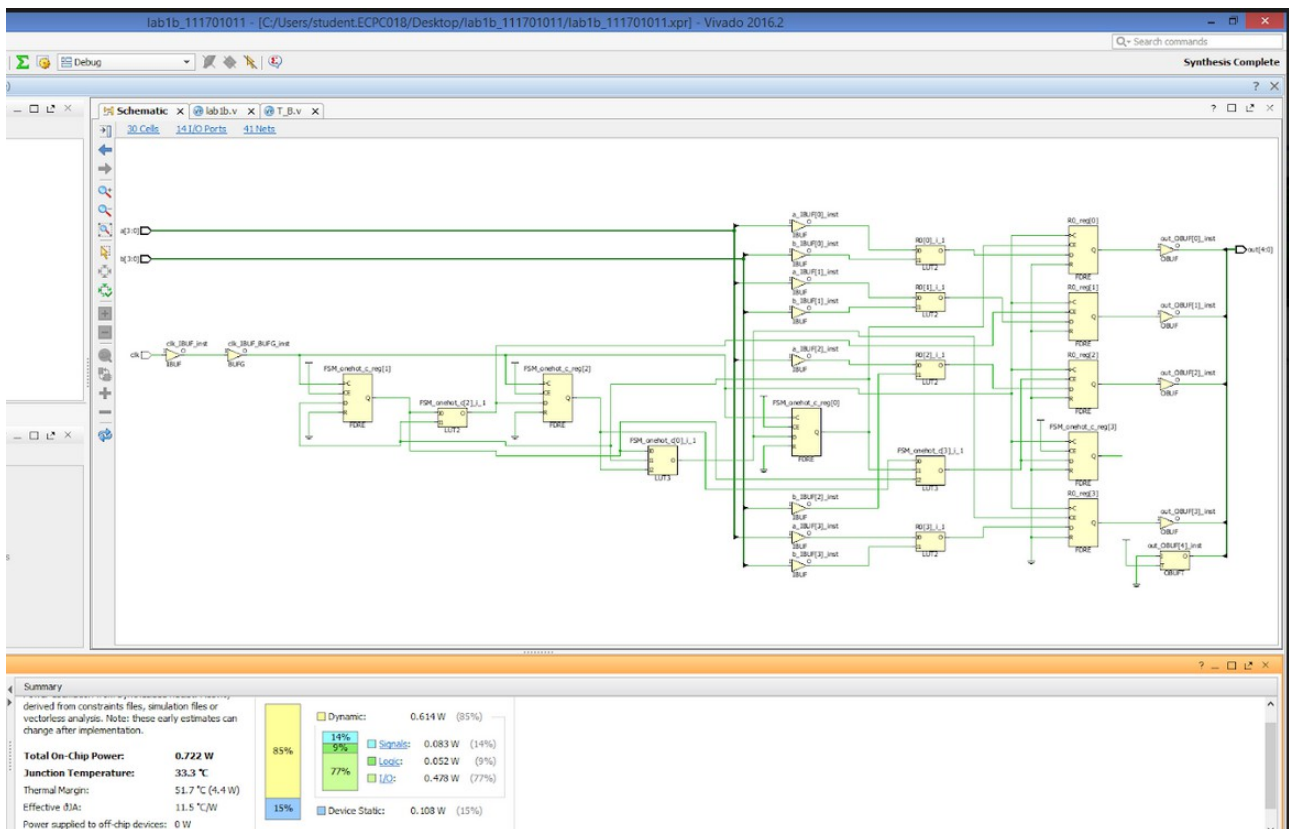 lab1b_111701011 - [C:/Users/student.ECPC018/Desktop/lab1b_111701011/lab1b_111701011.xpr] - Vivado 2016.2
Search commands
Debug
Synthesis Complete
Schematic
lab1b.v
T_B.v
30 Cells
14 I/O Ports
41 Nets
a[3:0]
b[3:0]
clk
clk_IBUF_inst
IBUF
clk_IBUF_BUFG_inst
BUFG
FSM_onehot_c_reg[1]
FDRE
FSM_onehot_c[2]_i_1
LUT2
FSM_onehot_c_reg[2]
FDRE
FSM_onehot_c[0]_i_1
LUT3
a_IBUF[0]_inst
IBUF
b_IBUF[0]_inst
IBUF
a_IBUF[1]_inst
IBUF
b_IBUF[1]_inst
IBUF
a_IBUF[2]_inst
IBUF
FSM_onehot_c_reg[0]
FDRE
b_IBUF[2]_inst
IBUF
a_IBUF[3]_inst
IBUF
b_IBUF[3]_inst
IBUF
R0[0]_i_1
LUT2
R0[1]_i_1
LUT2
R0[2]_i_1
LUT2
FSM_onehot_c[3]_i_1
LUT3
R0[3]_i_1
LUT2
R0_reg[0]
FDRE
R0_reg[1]
FDRE
R0_reg[2]
FDRE
FSM_onehot_c_reg[3]
FDRE
R0_reg[3]
FDRE
out_OBUF[0]_inst
OBUF
out_OBUF[1]_inst
OBUF
out_OBUF[2]_inst
OBUF
out_OBUF[3]_inst
OBUF
out_OBUF[4]_inst
OBUFT
out[4:0]
Summary
derived from constraints files, simulation files or
vectorless analysis. Note: these early estimates can
change after implementation.
Total On-Chip Power: 0.722 W
Junction Temperature: 33.3 °C
Thermal Margin: 51.7 °C (4.4 W)
Effective ϑJA: 11.5 °C/W
Power supplied to off-chip devices: 0 W
85%
15%
Dynamic: 0.614 W (85%)
14%
9%
77%
Signals: 0.083 W (14%)
Logic: 0.052 W (9%)
I/O: 0.478 W (77%)
Device Static: 0.108 W (15%)